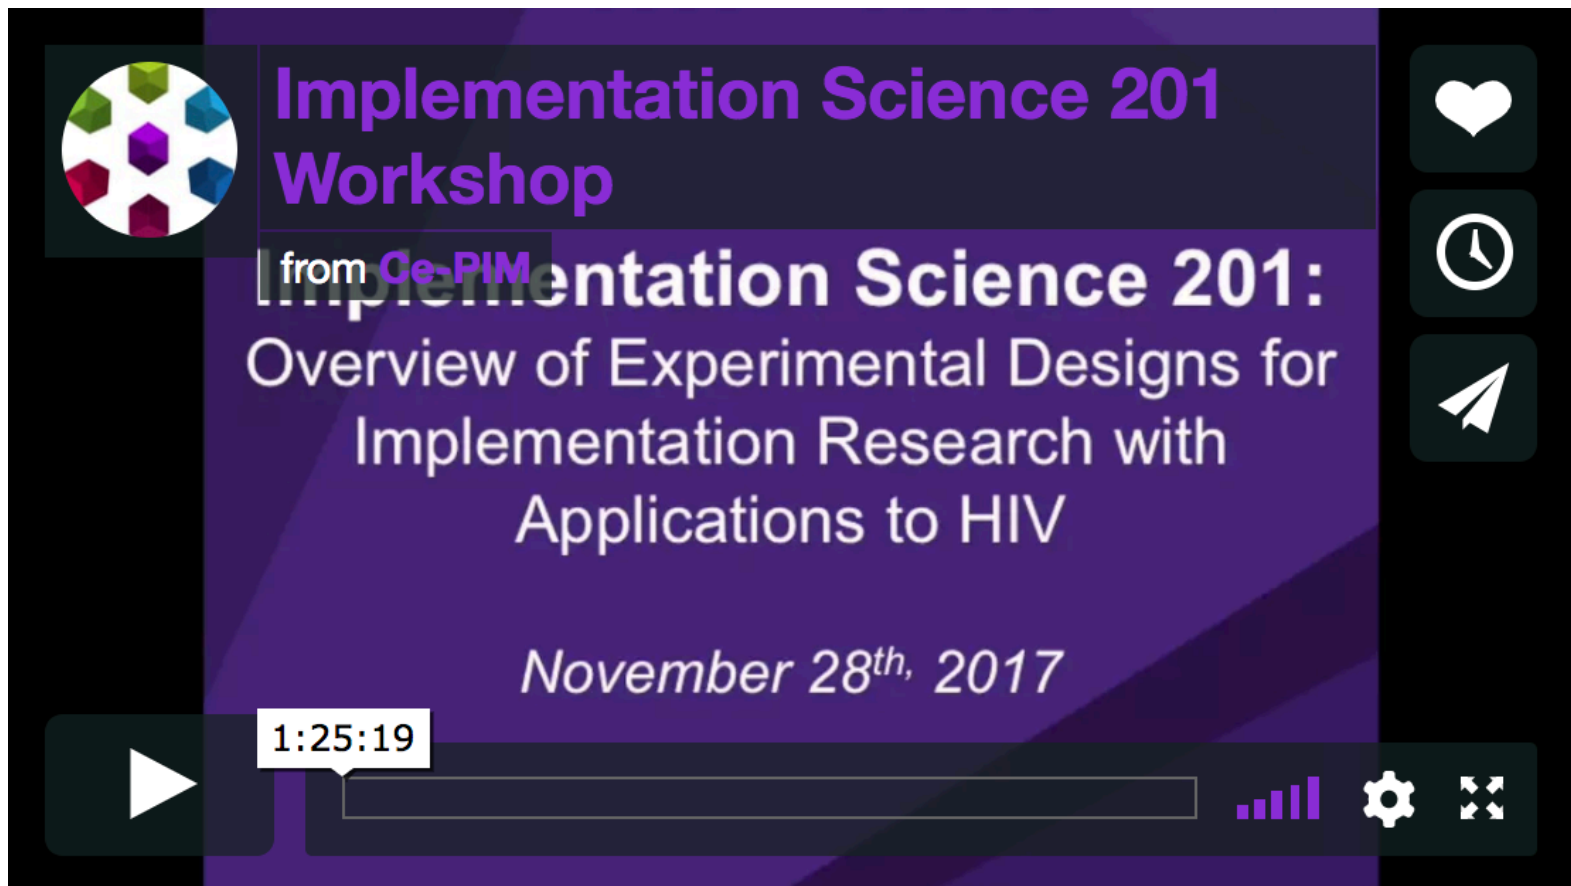 Implementation Science 201
Workshop
from Ce-PIM
Implementation Science 201:
Overview of Experimental Designs for
Implementation Research with
Applications to HIV
November 28th, 2017
1:25:19